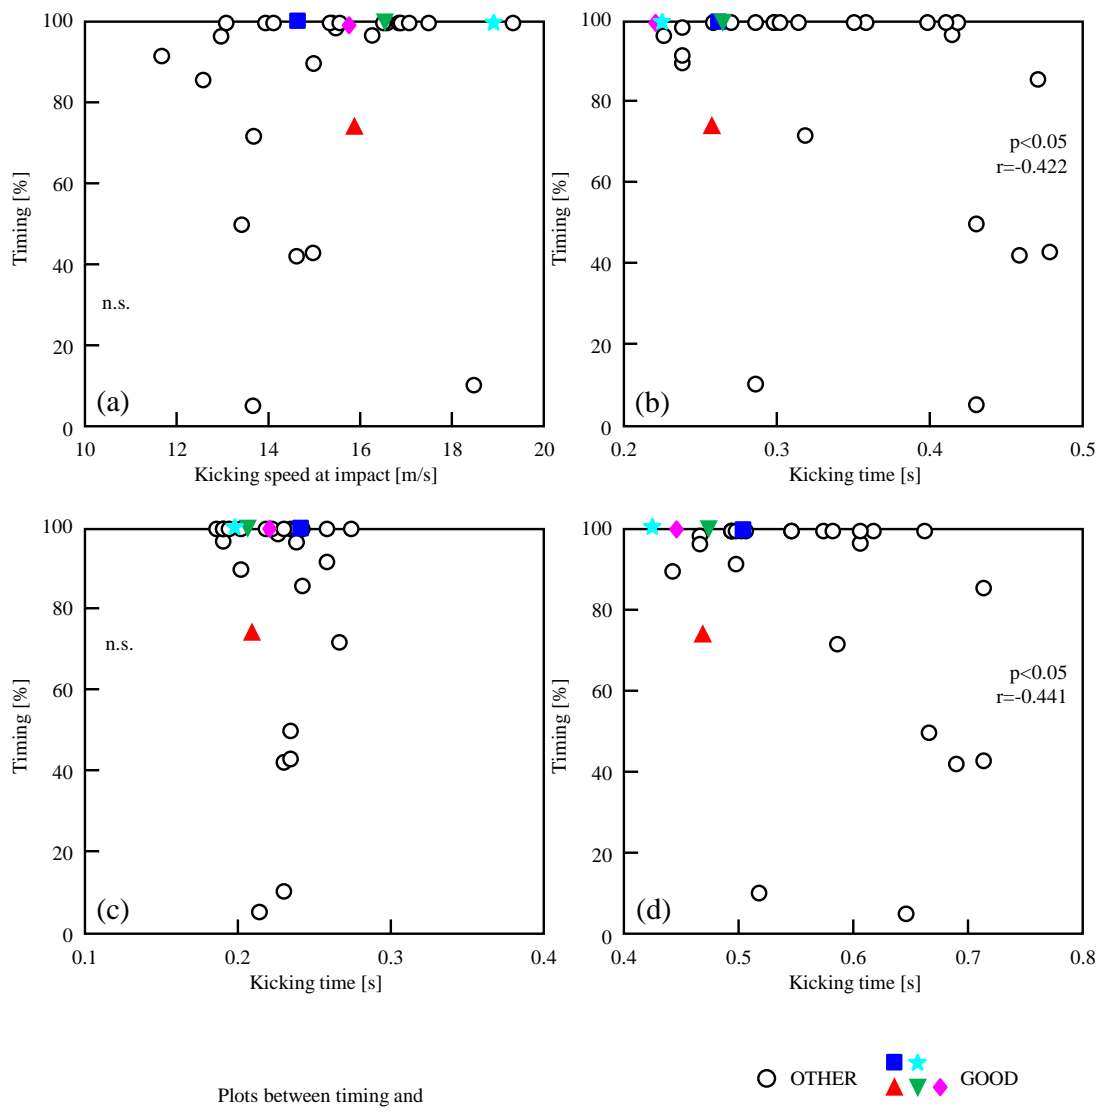 100
80
60
40
20
0
Timing [%]
n.s.
(a)
10 12 14 16 18 20
Kicking speed at impact [m/s]
100
80
60
40
20
0
Timing [%]
p<0.05
r=-0.422
(b)
0.2 0.3 0.4 0.5
Kicking time [s]
100
80
60
40
20
0
Timing [%]
n.s.
(c)
0.1 0.2 0.3 0.4
Kicking time [s]
100
80
60
40
20
0
Timing [%]
p<0.05
r=-0.441
(d)
0.4 0.5 0.6 0.7 0.8
Kicking time [s]
OTHER GOOD
Plots between timing and